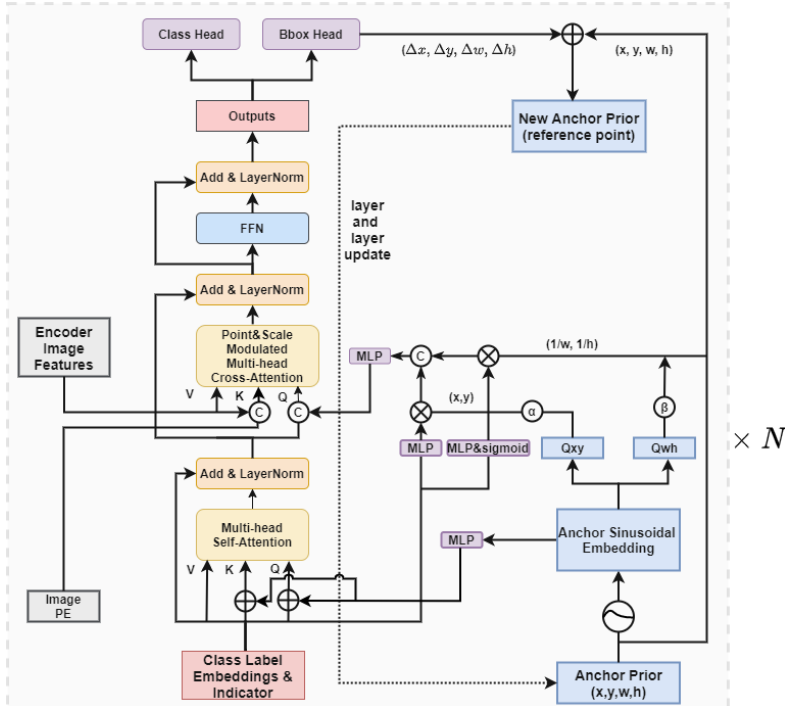 Class Head
Bbox Head
(Δx, Δy, Δw, Δh)
(x, y, w, h)
Outputs
New Anchor Prior
(reference point)
Add & LayerNorm
FFN
layer
and
layer
update
Add & LayerNorm
Encoder
Image
Features
Point&Scale
Modulated
Multi-head
Cross-Attention
MLP
C
(1/w, 1/h)
V
K
Q
C
C
(x,y)
α
β
× N
MLP
MLP&sigmoid
Qxy
Qwh
Add & LayerNorm
Multi-head
Self-Attention
MLP
Anchor Sinusoidal
Embedding
V
K
Q
Image
PE
Class Label
Embeddings &
Indicator
Anchor Prior
(x,y,w,h)